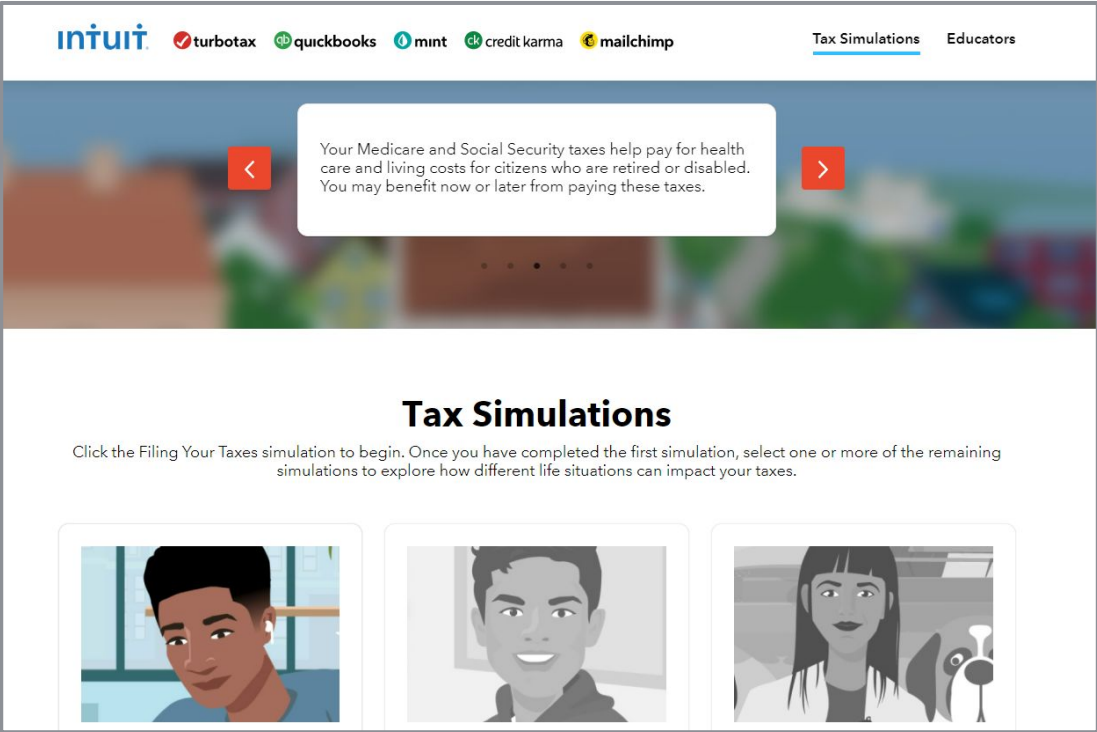 INTUIT turbotax qb quickbooks mint ck credit karma mailchimp Tax Simulations Educators
Your Medicare and Social Security taxes help pay for health
care and living costs for citizens who are retired or disabled.
You may benefit now or later from paying these taxes.
Tax Simulations
Click the Filing Your Taxes simulation to begin. Once you have completed the first simulation, select one or more of the remaining
simulations to explore how different life situations can impact your taxes.